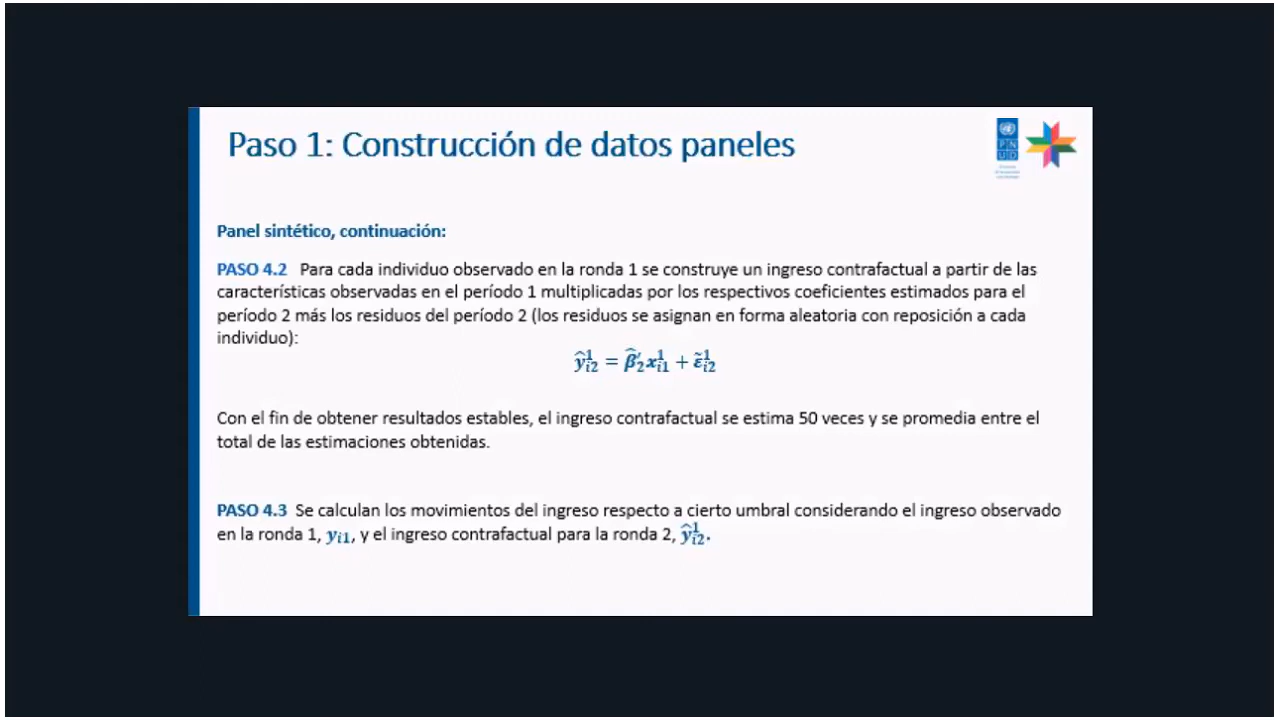 Paso 1: Construcción de datos paneles
P N
U D
Panel sintético, continuación:
PASO 4.2 Para cada individuo observado en la ronda 1 se construye un ingreso contrafactual a partir de las
características observadas en el período 1 multiplicadas por los respectivos coeficientes estimados para el
período 2 más los residuos del período 2 (los residuos se asignan en forma aleatoria con reposición a cada
individuo):
ŷ¹ᵢ₂ = β̂′₂x¹ᵢ₁ + ε̃¹ᵢ₂
Con el fin de obtener resultados estables, el ingreso contrafactual se estima 50 veces y se promedia entre el
total de las estimaciones obtenidas.
PASO 4.3 Se calculan los movimientos del ingreso respecto a cierto umbral considerando el ingreso observado
en la ronda 1, yᵢ₁, y el ingreso contrafactual para la ronda 2, ŷ¹ᵢ₂.